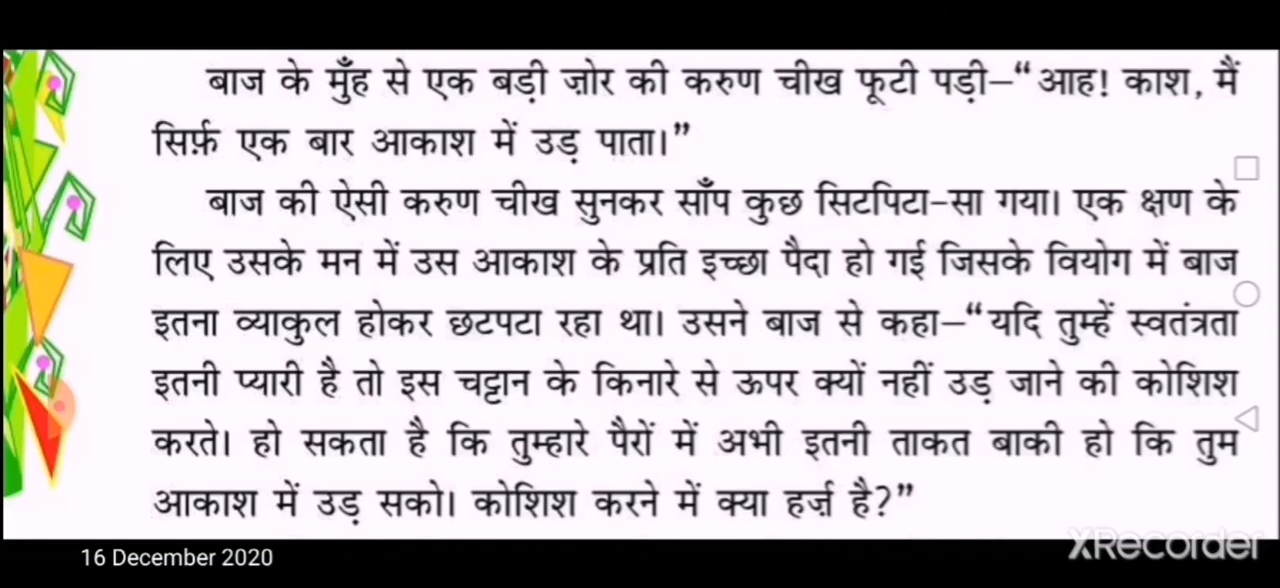 बाज के मुँह से एक बड़ी ज़ोर की करुण चीख फूटी पड़ी–“आह! काश, मैं
सिर्फ़ एक बार आकाश में उड़ पाता।”
बाज की ऐसी करुण चीख सुनकर साँप कुछ सिटपिटा-सा गया। एक क्षण के
लिए उसके मन में उस आकाश के प्रति इच्छा पैदा हो गई जिसके वियोग में बाज
इतना व्याकुल होकर छटपटा रहा था। उसने बाज से कहा–“यदि तुम्हें स्वतंत्रता
इतनी प्यारी है तो इस चट्टान के किनारे से ऊपर क्यों नहीं उड़ जाने की कोशिश
करते। हो सकता है कि तुम्हारे पैरों में अभी इतनी ताकत बाकी हो कि तुम
आकाश में उड़ सको। कोशिश करने में क्या हर्ज़ है?”
XRecorder
16 December 2020